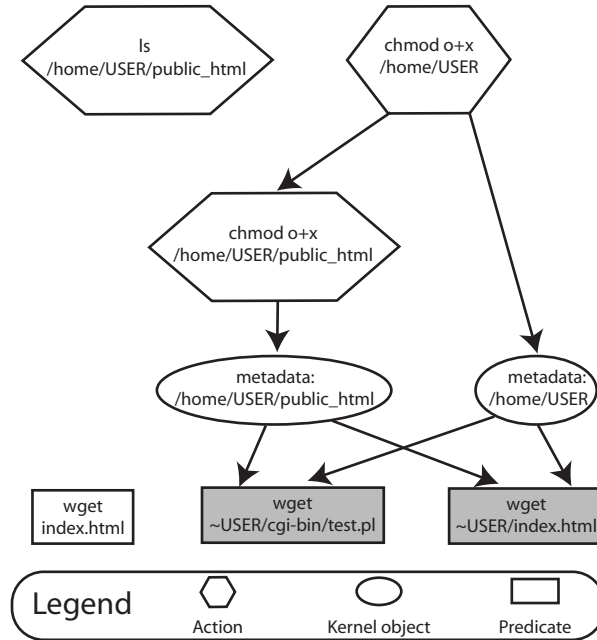 ls
/home/USER/public_html
chmod o+x
/home/USER
chmod o+x
/home/USER/public_html
metadata:
/home/USER/public_html
metadata:
/home/USER
wget
index.html
wget
~USER/cgi-bin/test.pl
wget
~USER/index.html
Legend
Action
Kernel object
Predicate